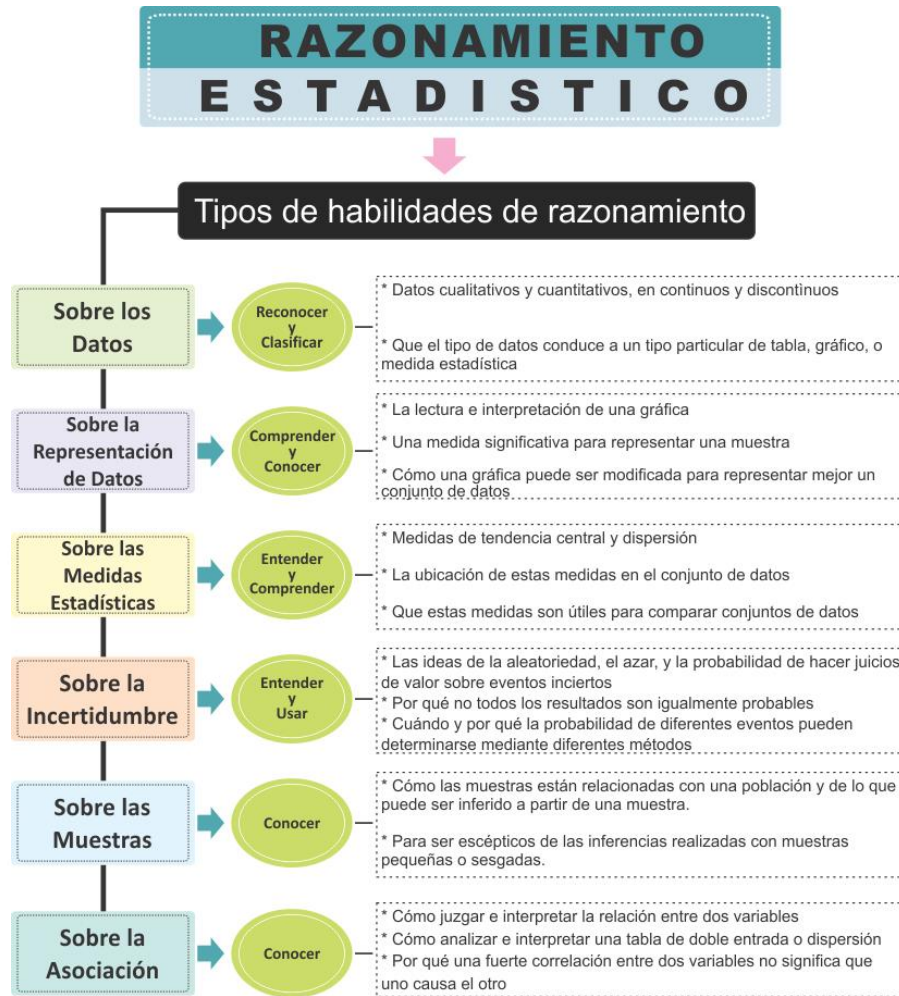 RAZONAMIENTO
ESTADISTICO
Tipos de habilidades de razonamiento
Sobre los
Datos
Reconocer
y
Clasificar
* Datos cualitativos y cuantitativos, en continuos y discontìnuos
* Que el tipo de datos conduce a un tipo particular de tabla, gráfico, o
medida estadística
Sobre la
Representación
de Datos
Comprender
y
Conocer
* La lectura e interpretación de una gráfica
* Una medida significativa para representar una muestra
* Cómo una gráfica puede ser modificada para representar mejor un
conjunto de datos
Sobre las
Medidas
Estadísticas
Entender
y
Comprender
* Medidas de tendencia central y dispersión
* La ubicación de estas medidas en el conjunto de datos
* Que estas medidas son útiles para comparar conjuntos de datos
Sobre la
Incertidumbre
Entender
y
Usar
* Las ideas de la aleatoriedad, el azar, y la probabilidad de hacer juicios
de valor sobre eventos inciertos
* Por qué no todos los resultados son igualmente probables
* Cuándo y por qué la probabilidad de diferentes eventos pueden
determinarse mediante diferentes métodos
Sobre las
Muestras
Conocer
* Cómo las muestras están relacionadas con una población y de lo que
puede ser inferido a partir de una muestra.
* Para ser escépticos de las inferencias realizadas con muestras
pequeñas o sesgadas.
Sobre la
Asociación
Conocer
* Cómo juzgar e interpretar la relación entre dos variables
* Cómo analizar e interpretar una tabla de doble entrada o dispersión
* Por qué una fuerte correlación entre dos variables no significa que
uno causa el otro